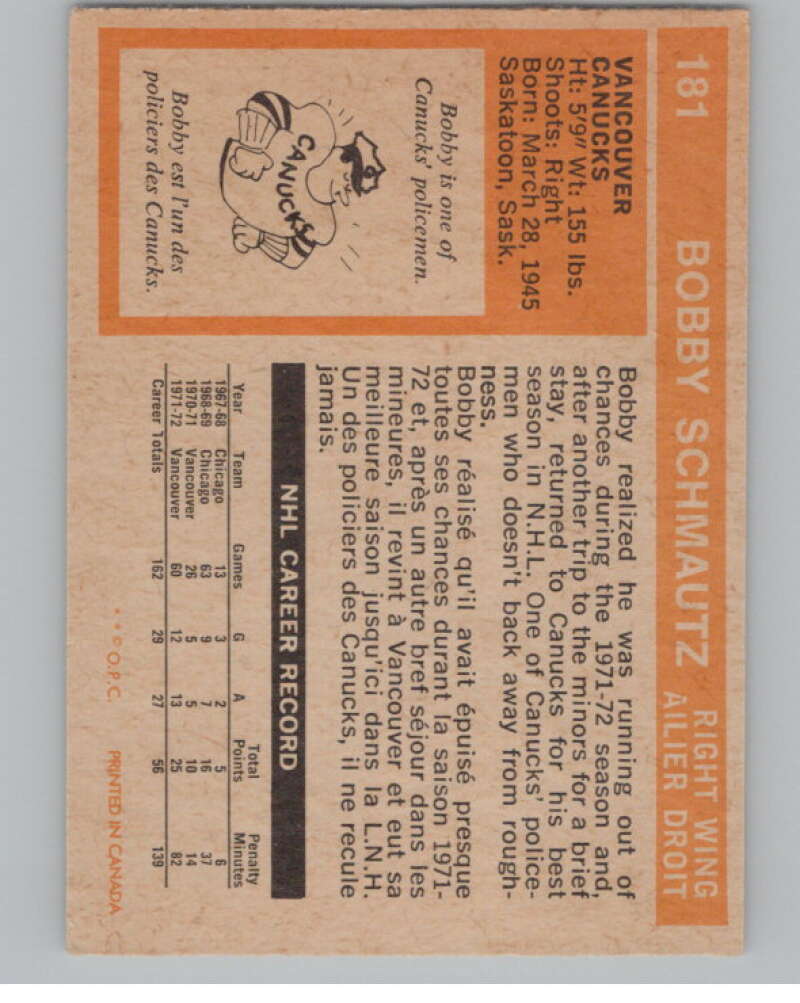 181 BOBBY SCHMAUTZ RIGHT WING
AILIER DROIT
VANCOUVER
CANUCKS
Ht: 5'9" Wt: 155 lbs.
Shoots: Right
Born: March 28, 1945
Saskatoon, Sask.
Bobby is one of
Canucks' policemen.
CANUCKS
Bobby est l'un des
policiers des Canucks.
Bobby realized he was running out of
chances during the 1971-72 season and,
after another trip to the minors for a brief
stay, returned to Canucks for his best
season in N.H.L. One of Canucks' police-
men who doesn't back away from rough-
ness.
Bobby réalisé qu'il avait épuisé presque
toutes ses chances durant la saison 1971-
72 et, après un autre bref séjour dans les
mineures, il revint à Vancouver et eut sa
meilleure saison jusqu'ici dans la L.N.H.
Un des policiers des Canucks, il ne recule
jamais.
NHL CAREER RECORD
Year Team Games G A Total Points Penalty Minutes
1967-68 Chicago 13 3 2 5 6
1968-69 Chicago 63 9 7 16 37
1970-71 Vancouver 26 5 5 10 14
1971-72 Vancouver 60 12 13 25 82
Career Totals 162 29 27 56 139
* * © O.P.C. PRINTED IN CANADA